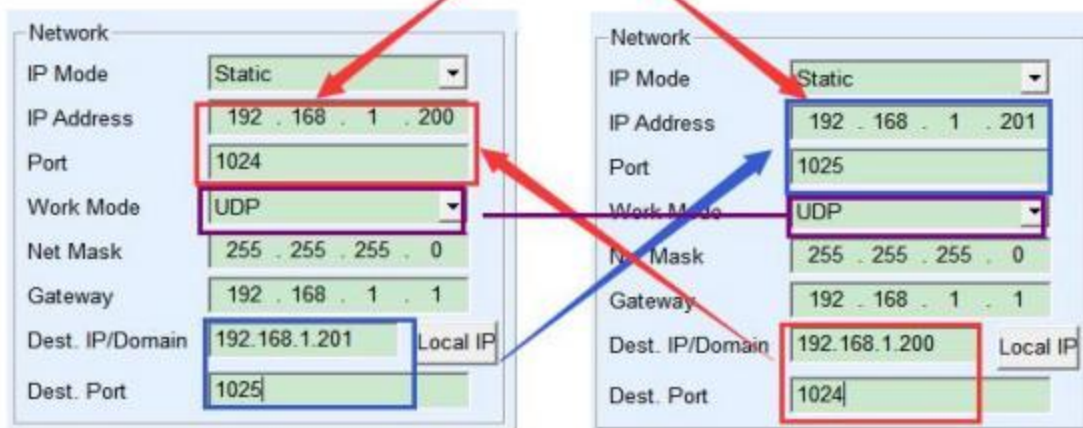 Network
IP Mode Static
IP Address 192 . 168 . 1 . 200
Port 1024
Work Mode UDP
Net Mask 255 . 255 . 255 . 0
Gateway 192 . 168 . 1 . 1
Dest. IP/Domain 192.168.1.201 Local IP
Dest. Port 1025
Network
IP Mode Static
IP Address 192 . 168 . 1 . 201
Port 1025
Work Mode UDP
Net Mask 255 . 255 . 255 . 0
Gateway 192 . 168 . 1 . 1
Dest. IP/Domain 192.168.1.200 Local IP
Dest. Port 1024